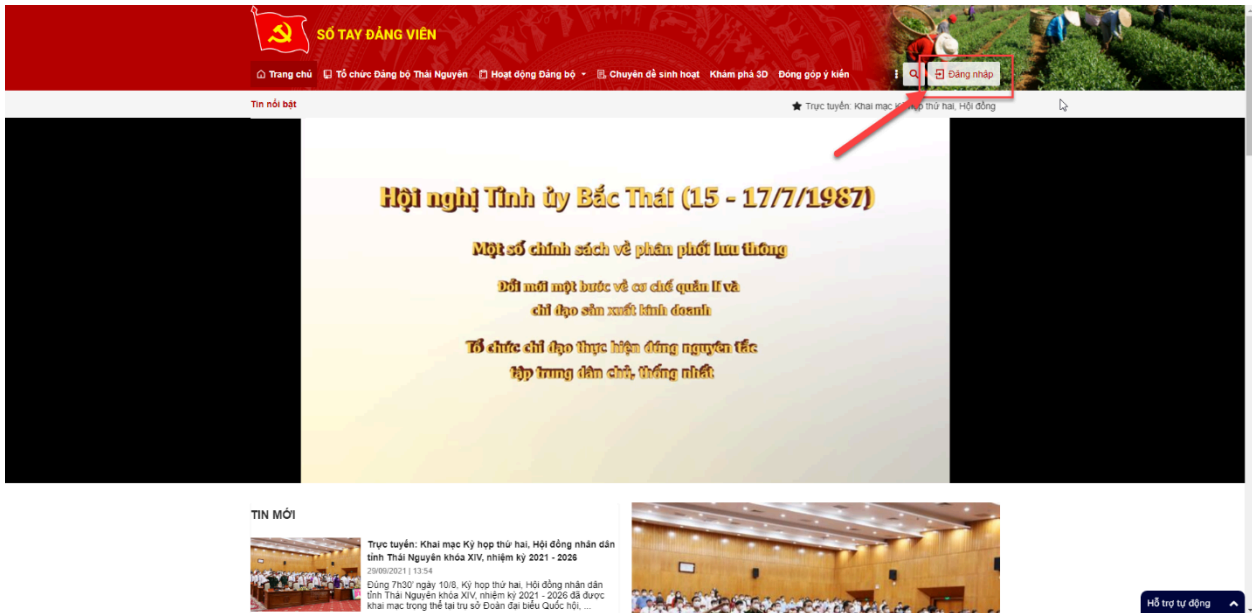 SỔ TAY ĐẢNG VIÊN
Trang chủ Tổ chức Đảng bộ Thái Nguyên Hoạt động Đảng bộ Chuyên đề sinh hoạt Khám phá 3D Đóng góp ý kiến Đăng nhập
Tin nổi bật
Trực tuyến: Khai mạc Kỳ họp thứ hai, Hội đồng
Hội nghị Tỉnh ủy Bắc Thái (15 - 17/7/1987)
Một số chính sách về phân phối lưu thông
Đổi mới một bước về cơ chế quản lí và
chỉ đạo sản xuất kinh doanh
Tổ chức chỉ đạo thực hiện đúng nguyên tắc
tập trung dân chủ, thống nhất
TIN MỚI
Trực tuyến: Khai mạc Kỳ họp thứ hai, Hội đồng nhân dân
tỉnh Thái Nguyên khóa XIV, nhiệm kỳ 2021 - 2026
29/09/2021 | 13:54
Đúng 7h30' ngày 10/8, Kỳ họp thứ hai, Hội đồng nhân dân
tỉnh Thái Nguyên khóa XIV, nhiệm kỳ 2021 - 2026 đã được
khai mạc trọng thể tại trụ sở Đoàn đại biểu Quốc hội, ...
Hỗ trợ tự động